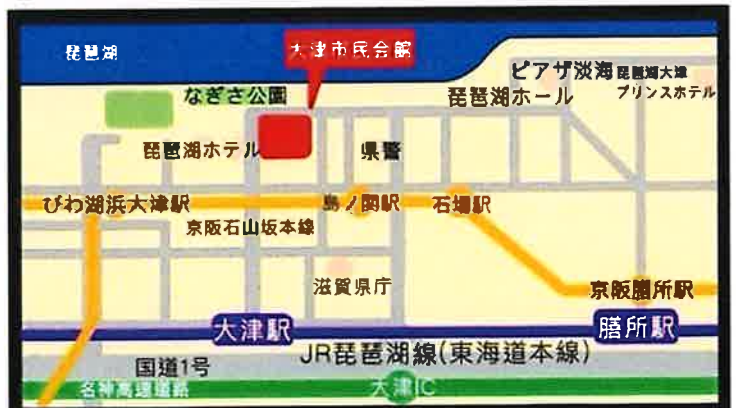 琵琶湖
大津市民会館
ピアザ淡海
琵琶湖大津
プリンスホテル
なぎさ公園
琵琶湖ホール
琵琶湖ホテル
県警
びわ湖浜大津駅
島ノ関駅
石場駅
京阪石山坂本線
滋賀県庁
京阪膳所駅
大津駅
膳所駅
JR琵琶湖線(東海道本線)
国道1号
名神高速道路
大津IC